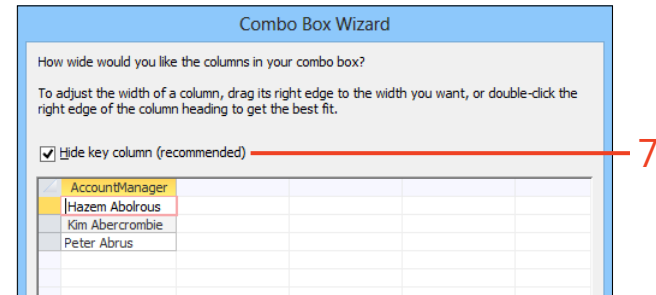 Combo Box Wizard
How wide would you like the columns in your combo box?
To adjust the width of a column, drag its right edge to the width you want, or double-click the
right edge of the column heading to get the best fit.
Hide key column (recommended)
7
AccountManager
Hazem Abolrous
Kim Abercrombie
Peter Abrus